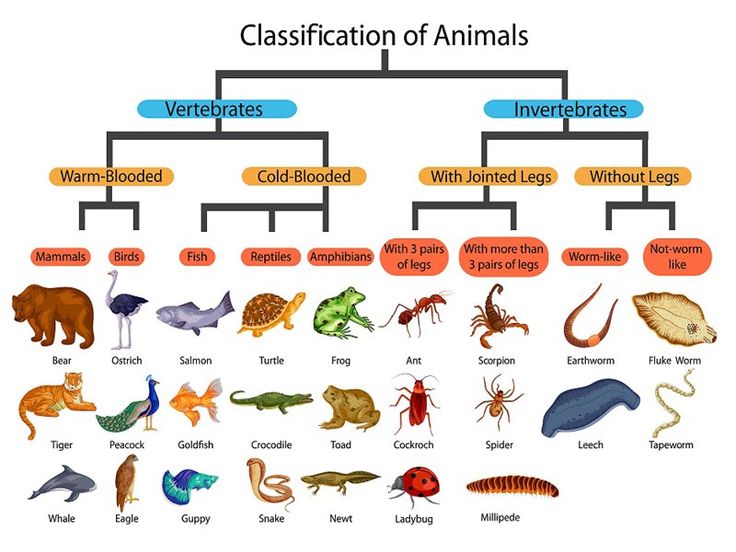 Classification of Animals
Vertebrates
Invertebrates
Warm-Blooded
Cold-Blooded
With Jointed Legs
Without Legs
Mammals
Birds
Fish
Reptiles
Amphibians
With 3 pairs
of legs
With more than
3 pairs of legs
Worm-like
Not-worm
like
Bear
Ostrich
Salmon
Turtle
Frog
Ant
Scorpion
Earthworm
Fluke Worm
Tiger
Peacock
Goldfish
Crocodile
Toad
Cockroch
Spider
Leech
Tapeworm
Whale
Eagle
Guppy
Snake
Newt
Ladybug
Millipede